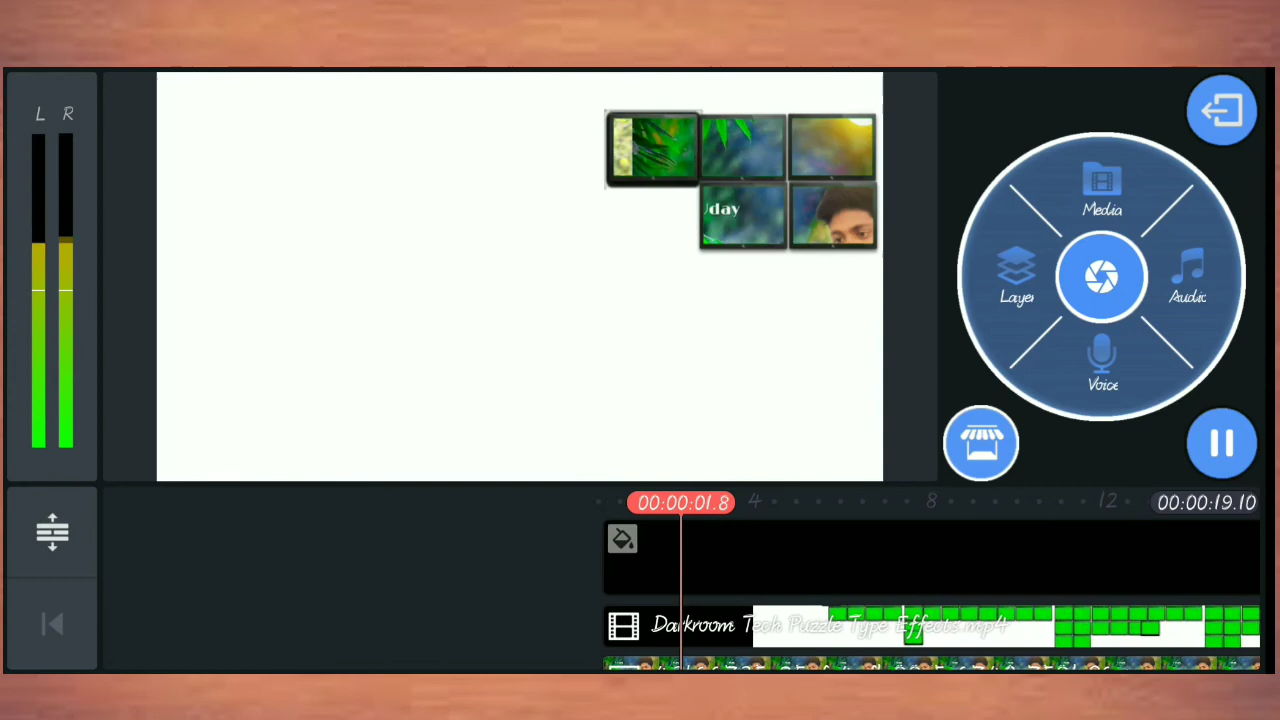 L R
Media
day
Layer
Audio
Voice
00:00:01.8 4 8 12 00:00:19.10
Darkroom Tech Puzzle Type Effects.mp4